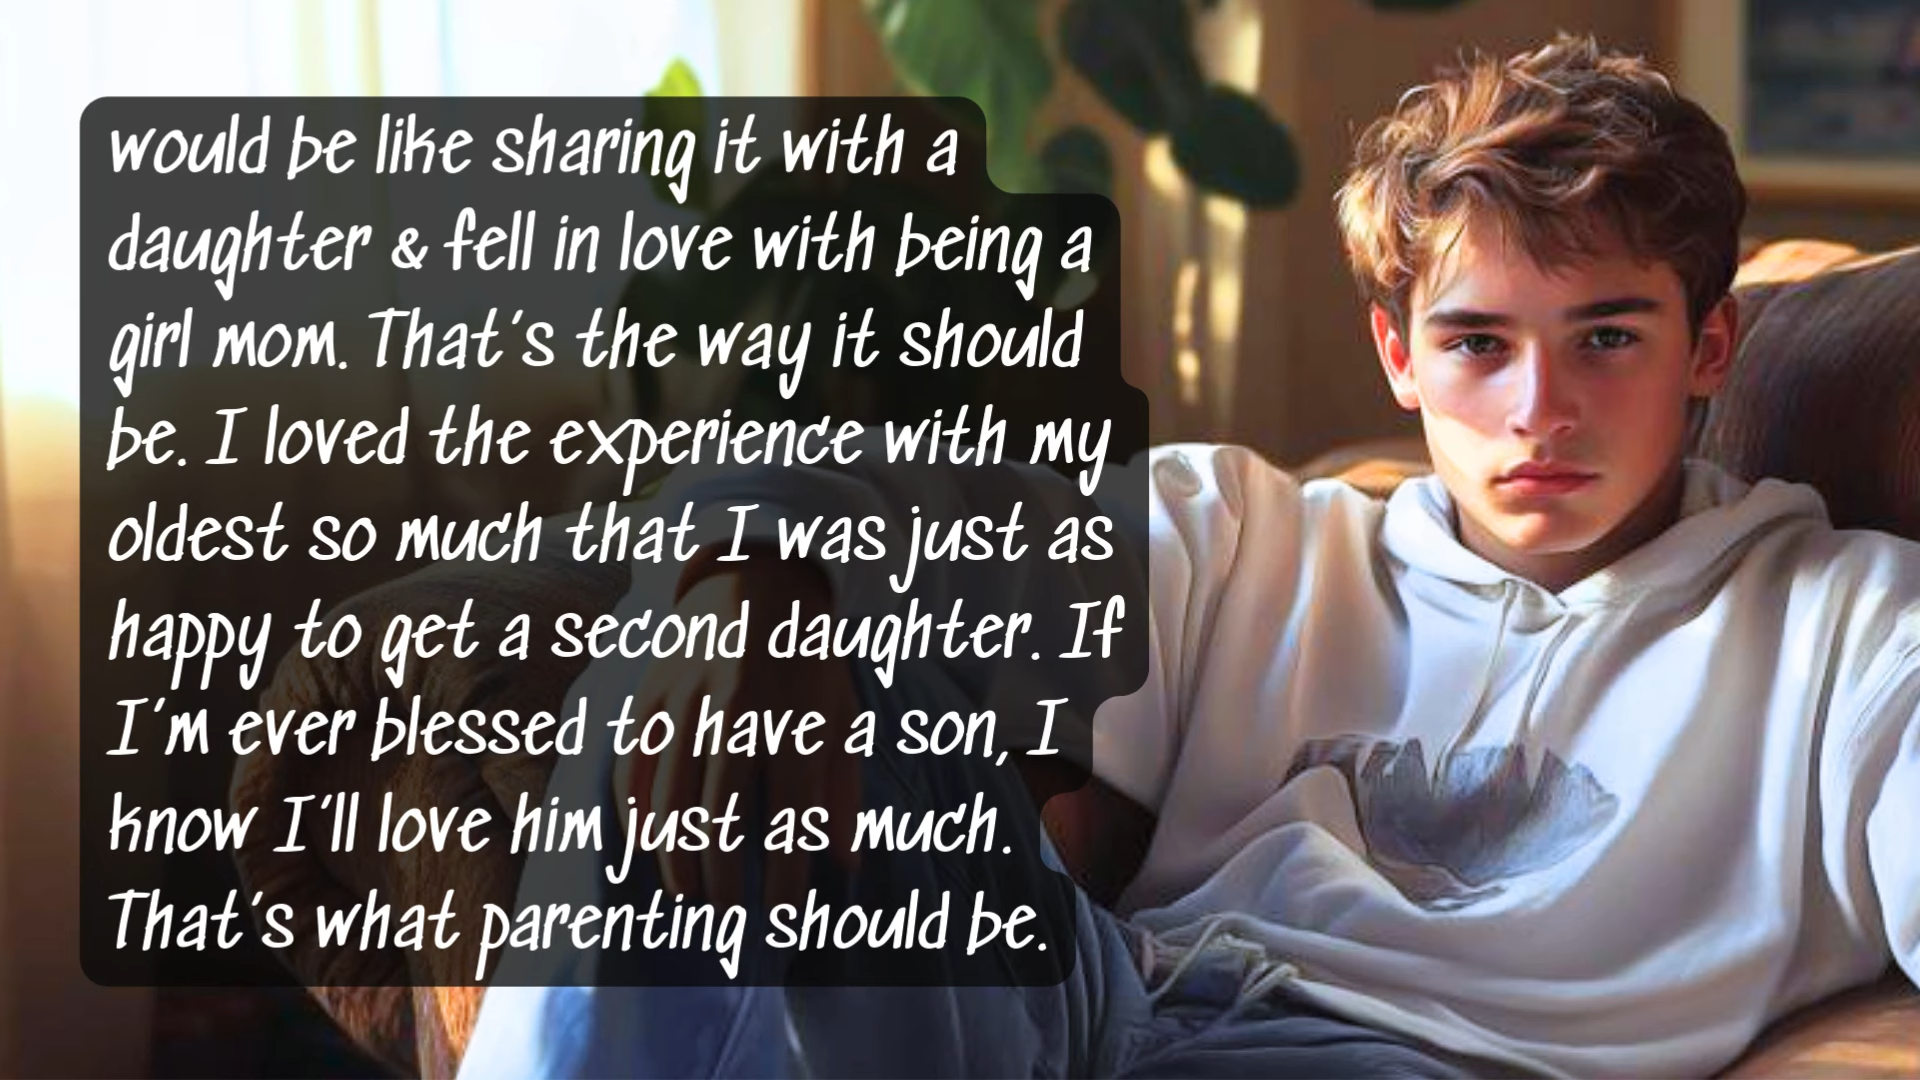 would be like sharing it with a
daughter & fell in love with being a
girl mom. That's the way it should
be. I loved the experience with my
oldest so much that I was just as
happy to get a second daughter. If
I'm ever blessed to have a son, I
know I'll love him just as much.
That's what parenting should be.